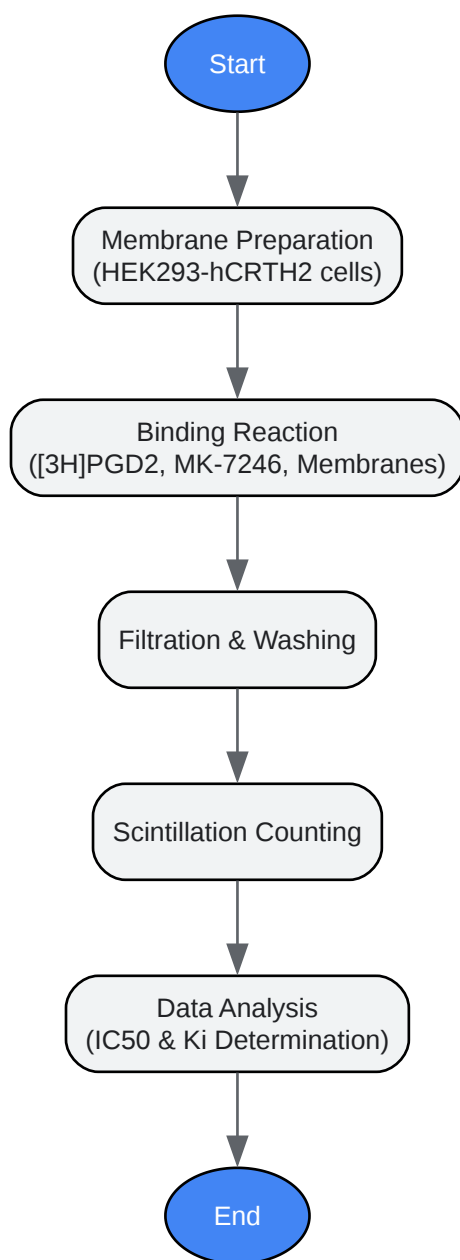 Start
Membrane Preparation
(HEK293-hCRTH2 cells)
Binding Reaction
([3H]PGD2, MK-7246, Membranes)
Filtration & Washing
Scintillation Counting
Data Analysis
(IC50 & Ki Determination)
End